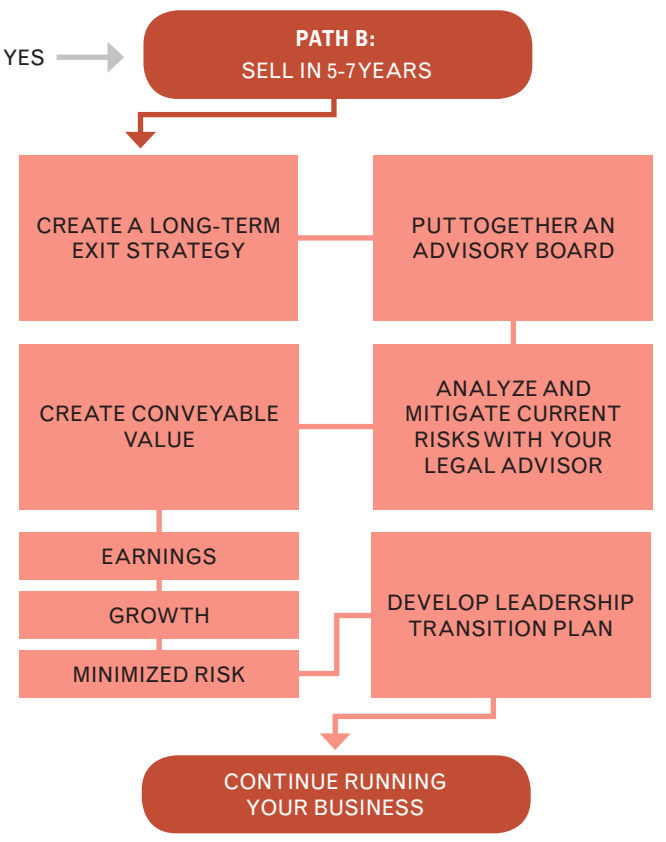 YES
PATH B:
SELL IN 5-7 YEARS
CREATE A LONG-TERM
EXIT STRATEGY
PUT TOGETHER AN
ADVISORY BOARD
ANALYZE AND
MITIGATE CURRENT
RISKS WITH YOUR
LEGAL ADVISOR
CREATE CONVEYABLE
VALUE
EARNINGS
GROWTH
MINIMIZED RISK
DEVELOP LEADERSHIP
TRANSITION PLAN
CONTINUE RUNNING
YOUR BUSINESS